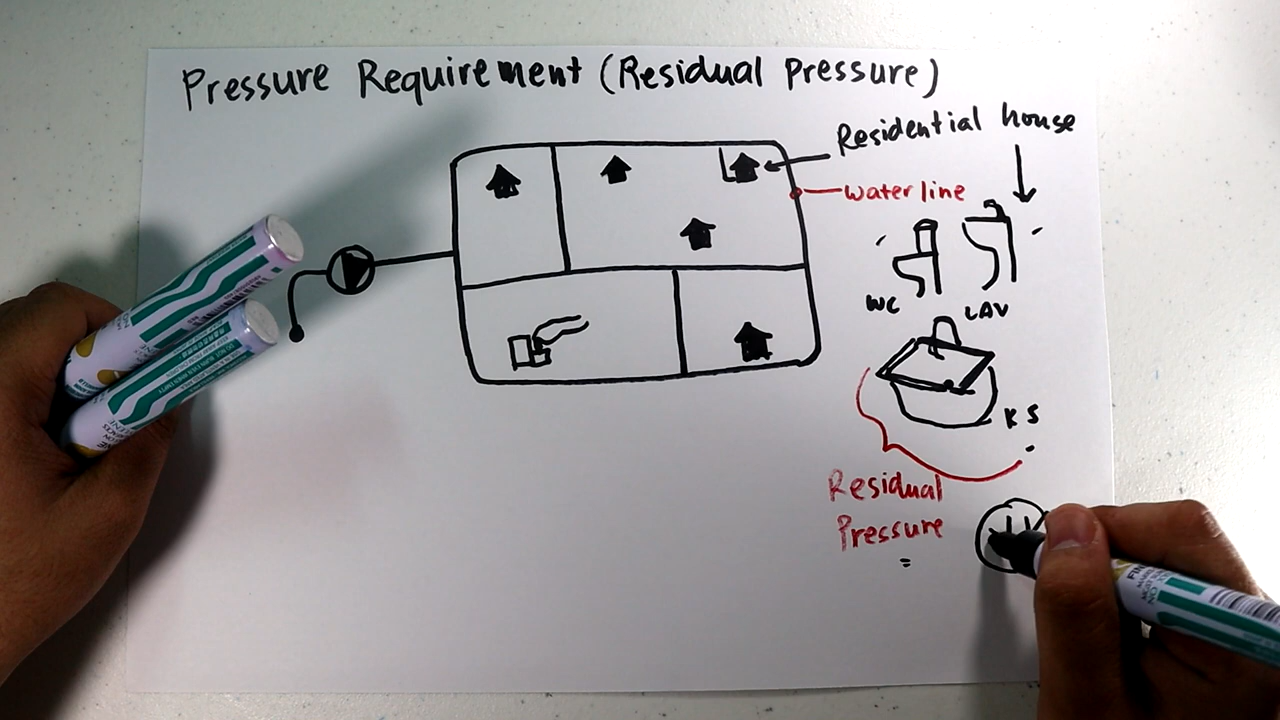 Pressure Requirement (Residual Pressure)
Residential house
Water line
WC
LAV
KS
Residual
Pressure
=